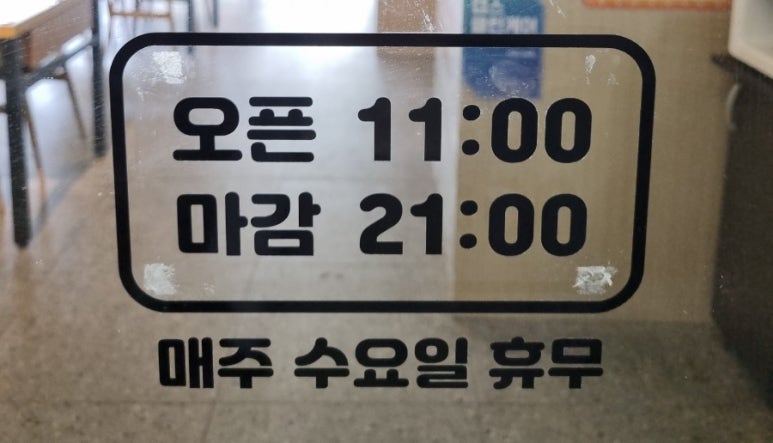 오픈 11:00
마감 21:00
매주 수요일 휴무